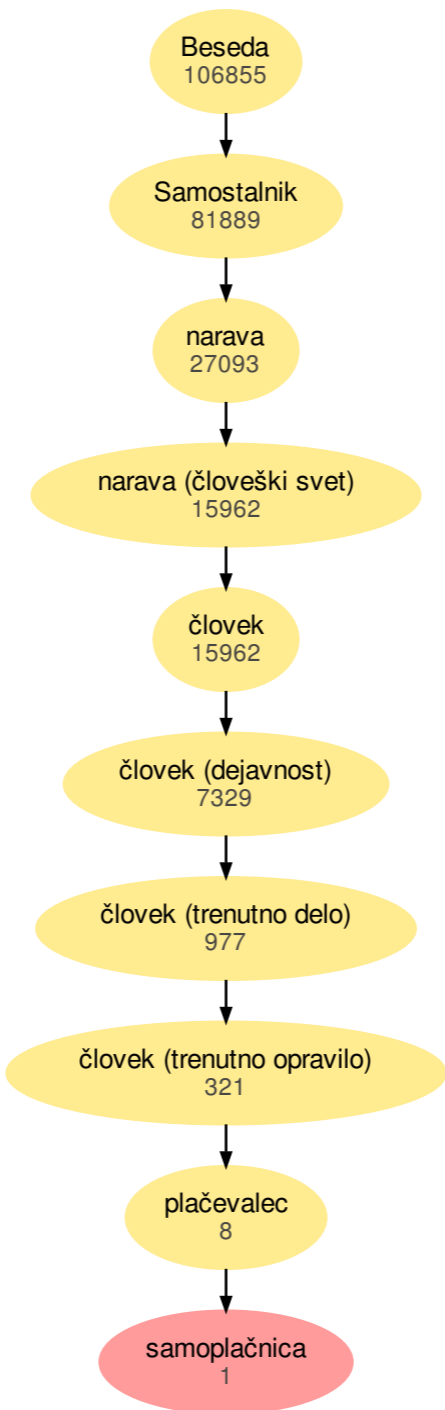 Beseda
106855
Samostalnik
81889
narava
27093
narava (človeški svet)
15962
človek
15962
človek (dejavnost)
7329
človek (trenutno delo)
977
človek (trenutno opravilo)
321
plačevalec
8
samoplačnica
1